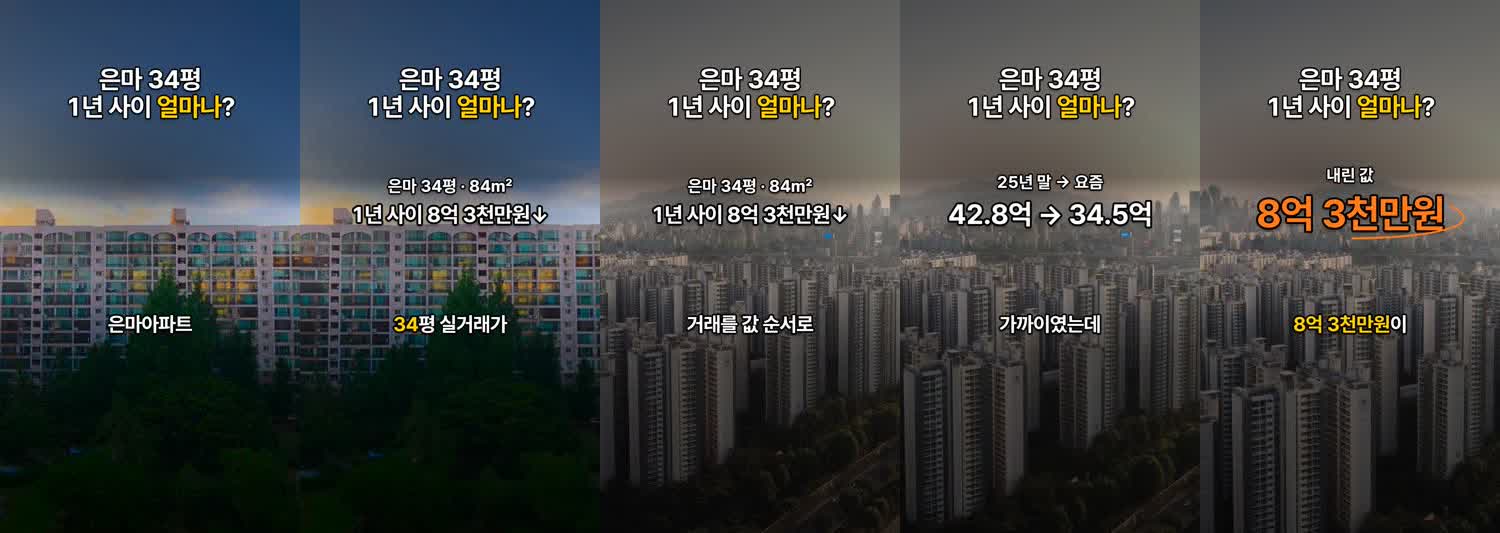 은마 34평
1년 사이 얼마나?
은마아파트
은마 34평
1년 사이 얼마나?
은마 34평 · 84m²
1년 사이 8억 3천만원↓
34평 실거래가
은마 34평
1년 사이 얼마나?
은마 34평 · 84m²
1년 사이 8억 3천만원↓
거래를 값 순서로
은마 34평
1년 사이 얼마나?
25년 말 → 요즘
42.8억 → 34.5억
가까이였는데
은마 34평
1년 사이 얼마나?
내린 값
8억 3천만원
8억 3천만원이